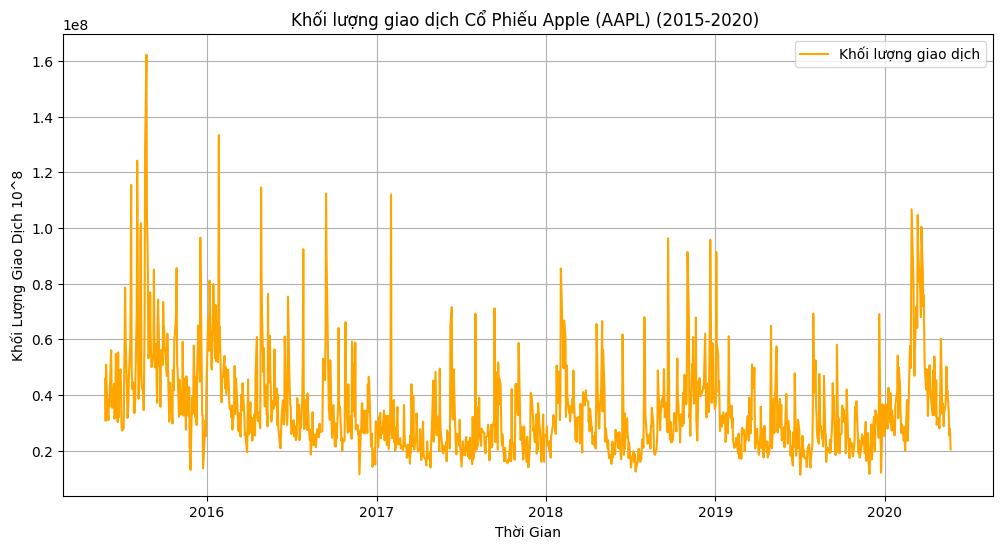 Khối lượng giao dịch Cổ Phiếu Apple (AAPL) (2015-2020)
1e8
Khối lượng giao dịch
1.6
1.4
1.2
1.0
0.8
0.6
0.4
0.2
Khối Lượng Giao Dịch 10^8
2016 2017 2018 2019 2020
Thời Gian